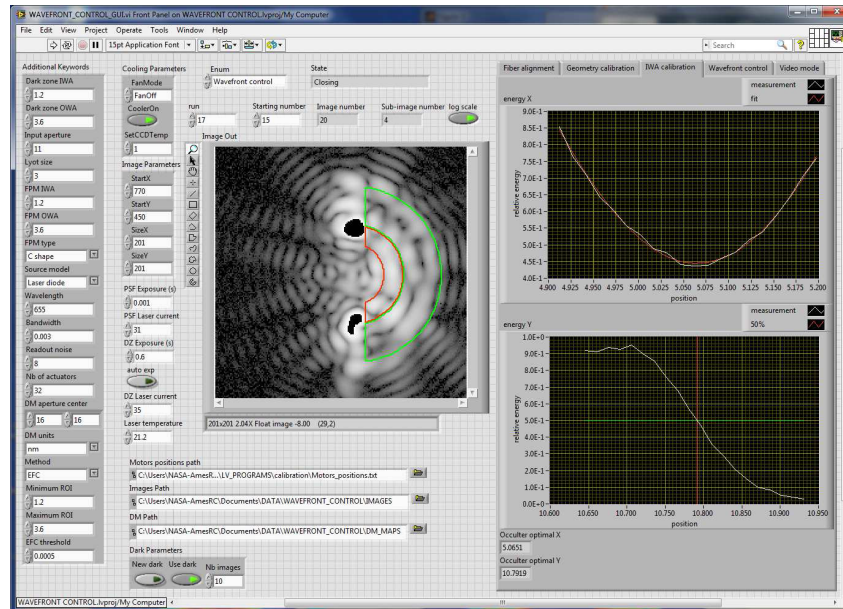 WAVEFRONT_CONTROL_GUI.vi Front Panel on WAVEFRONT CONTROL.lvproj/My Computer
File Edit View Project Operate Tools Window Help
15pt Application Font
Search
Additional Keywords
Dark zone IWA
1.2
Dark zone OWA
3.6
Input aperture
11
Lyot size
3
FPM IWA
1.2
FPM OWA
3.6
FPM type
C shape
Source model
Laser diode
Wavelength
655
Bandwidth
0.003
Readout noise
8
Nb of actuators
32
DM aperture center
16 16
DM units
nm
Method
EFC
Minimum ROI
1.2
Maximum ROI
3.6
EFC threshold
0.0005
Cooling Parameters
FanMode
FanOff
CoolerOn
SetCCDTemp
1
Image Parameters
StartX
770
StartY
450
SizeX
201
SizeY
201
PSF Exposure (s)
0.001
PSF Laser current
31
DZ Exposure (s)
0.6
auto exp
DZ Laser current
35
Laser temperature
21.2
Enum
Wavefront control
State
Closing
run
17
Starting number
15
Image number
20
Sub-image number
4
log scale
Image Out
201x201 2.04X Float image -8.00 (29,2)
Motors positions path
C:\Users\NASA-AmesR...\LV_PROGRAMS\calibration\Motors_positions.txt
Images Path
C:\Users\NASA-AmesRC\Documents\DATA\WAVEFRONT_CONTROL\IMAGES
DM Path
C:\Users\NASA-AmesRC\Documents\DATA\WAVEFRONT_CONTROL\DM_MAPS
Dark Parameters
New dark Use dark Nb images
10
Fiber alignment Geometry calibration IWA calibration Wavefront control Video mode
measurement
energy X fit
9.0E-1
8.5E-1
8.0E-1
7.5E-1
7.0E-1
6.5E-1
6.0E-1
5.5E-1
5.0E-1
4.5E-1
4.0E-1
relative energy
4.900 4.925 4.950 4.975 5.000 5.025 5.050 5.075 5.100 5.125 5.150 5.175 5.200
position
measurement
energy Y 50%
1.0E+0
9.0E-1
8.0E-1
7.0E-1
6.0E-1
5.0E-1
4.0E-1
3.0E-1
2.0E-1
1.0E-1
0.0E+0
relative energy
10.600 10.650 10.700 10.750 10.800 10.850 10.900 10.950
position
Occulter optimal X
5.0651
Occulter optimal Y
10.7919
WAVEFRONT CONTROL.lvproj/My Computer